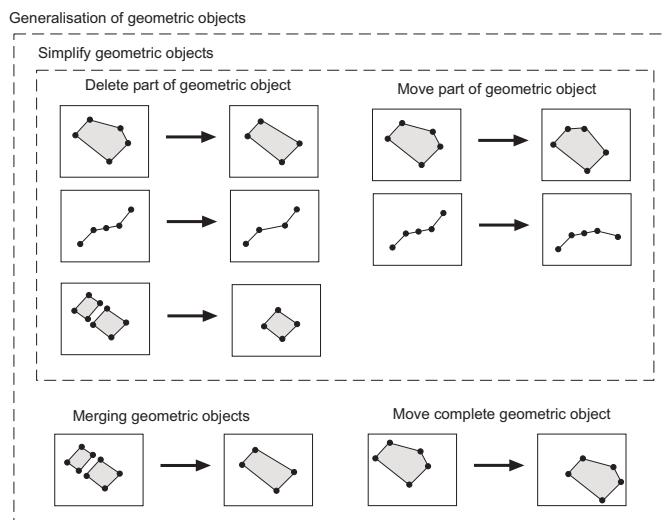 Generalisation of geometric objects
Simplify geometric objects
Delete part of geometric object
Move part of geometric object
Merging geometric objects
Move complete geometric object